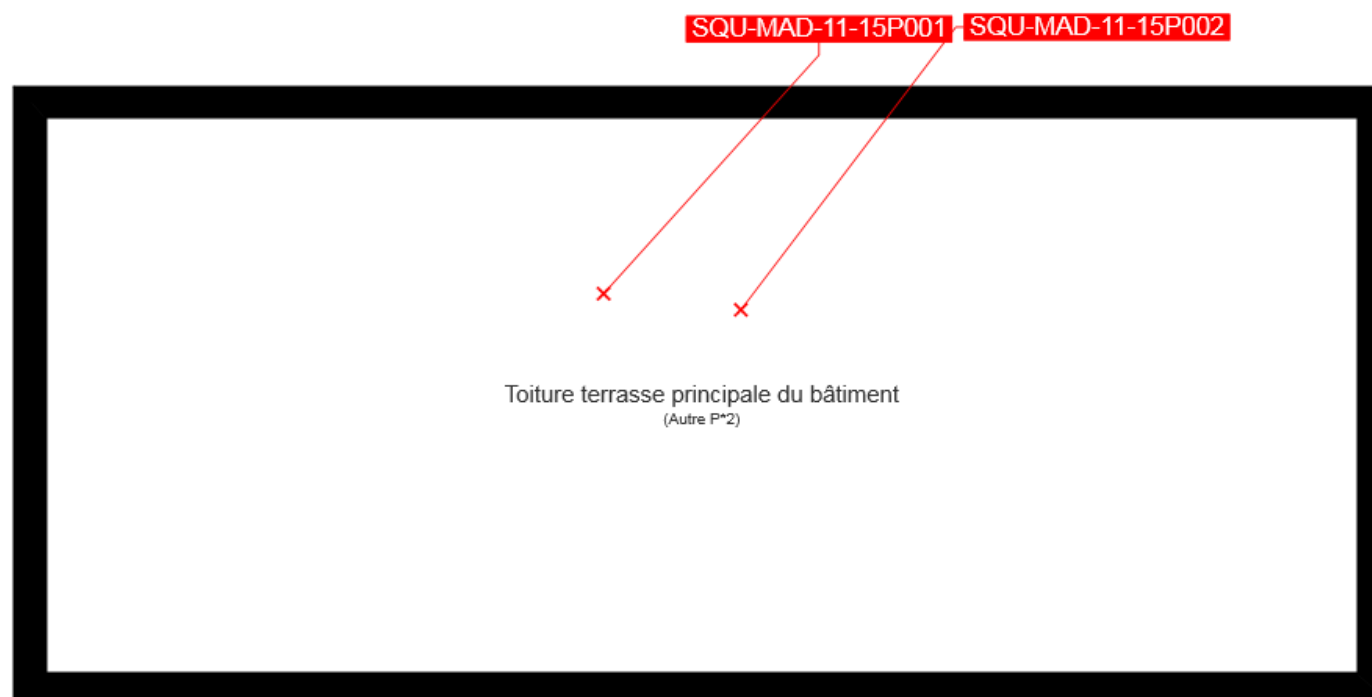 SQU-MAD-11-15P001
SQU-MAD-11-15P002
Toiture terrasse principale du bâtiment
(Autre P*2)